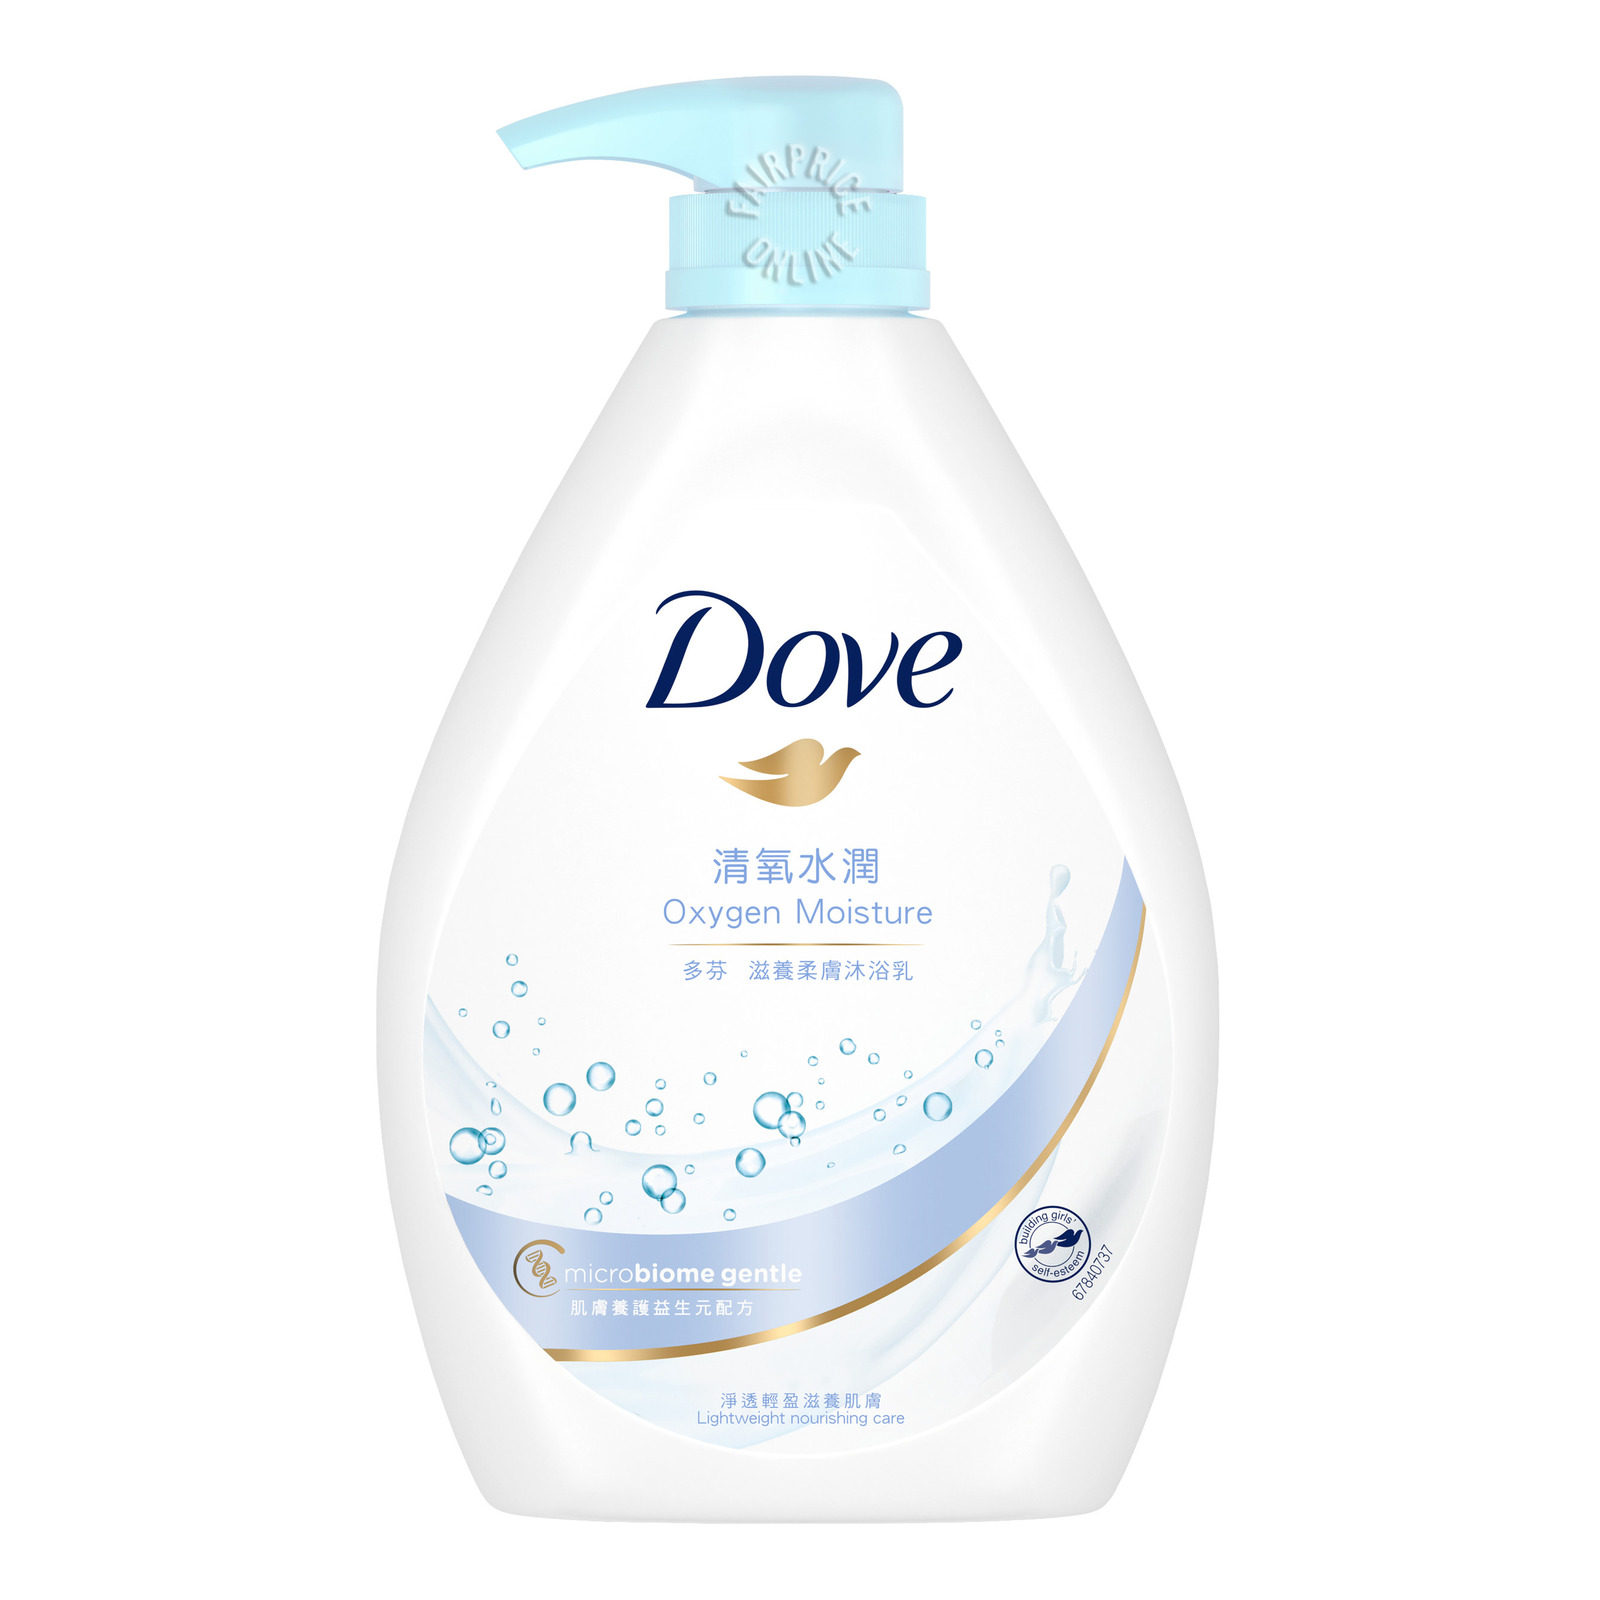 FAIRPRICE
ONLINE
Dove
清氧水潤
Oxygen Moisture
多芬 滋養柔膚沐浴乳
microbiome gentle
肌膚養護益生元配方
building girls'
self-esteem
67840737
淨透輕盈滋養肌膚
Lightweight nourishing care